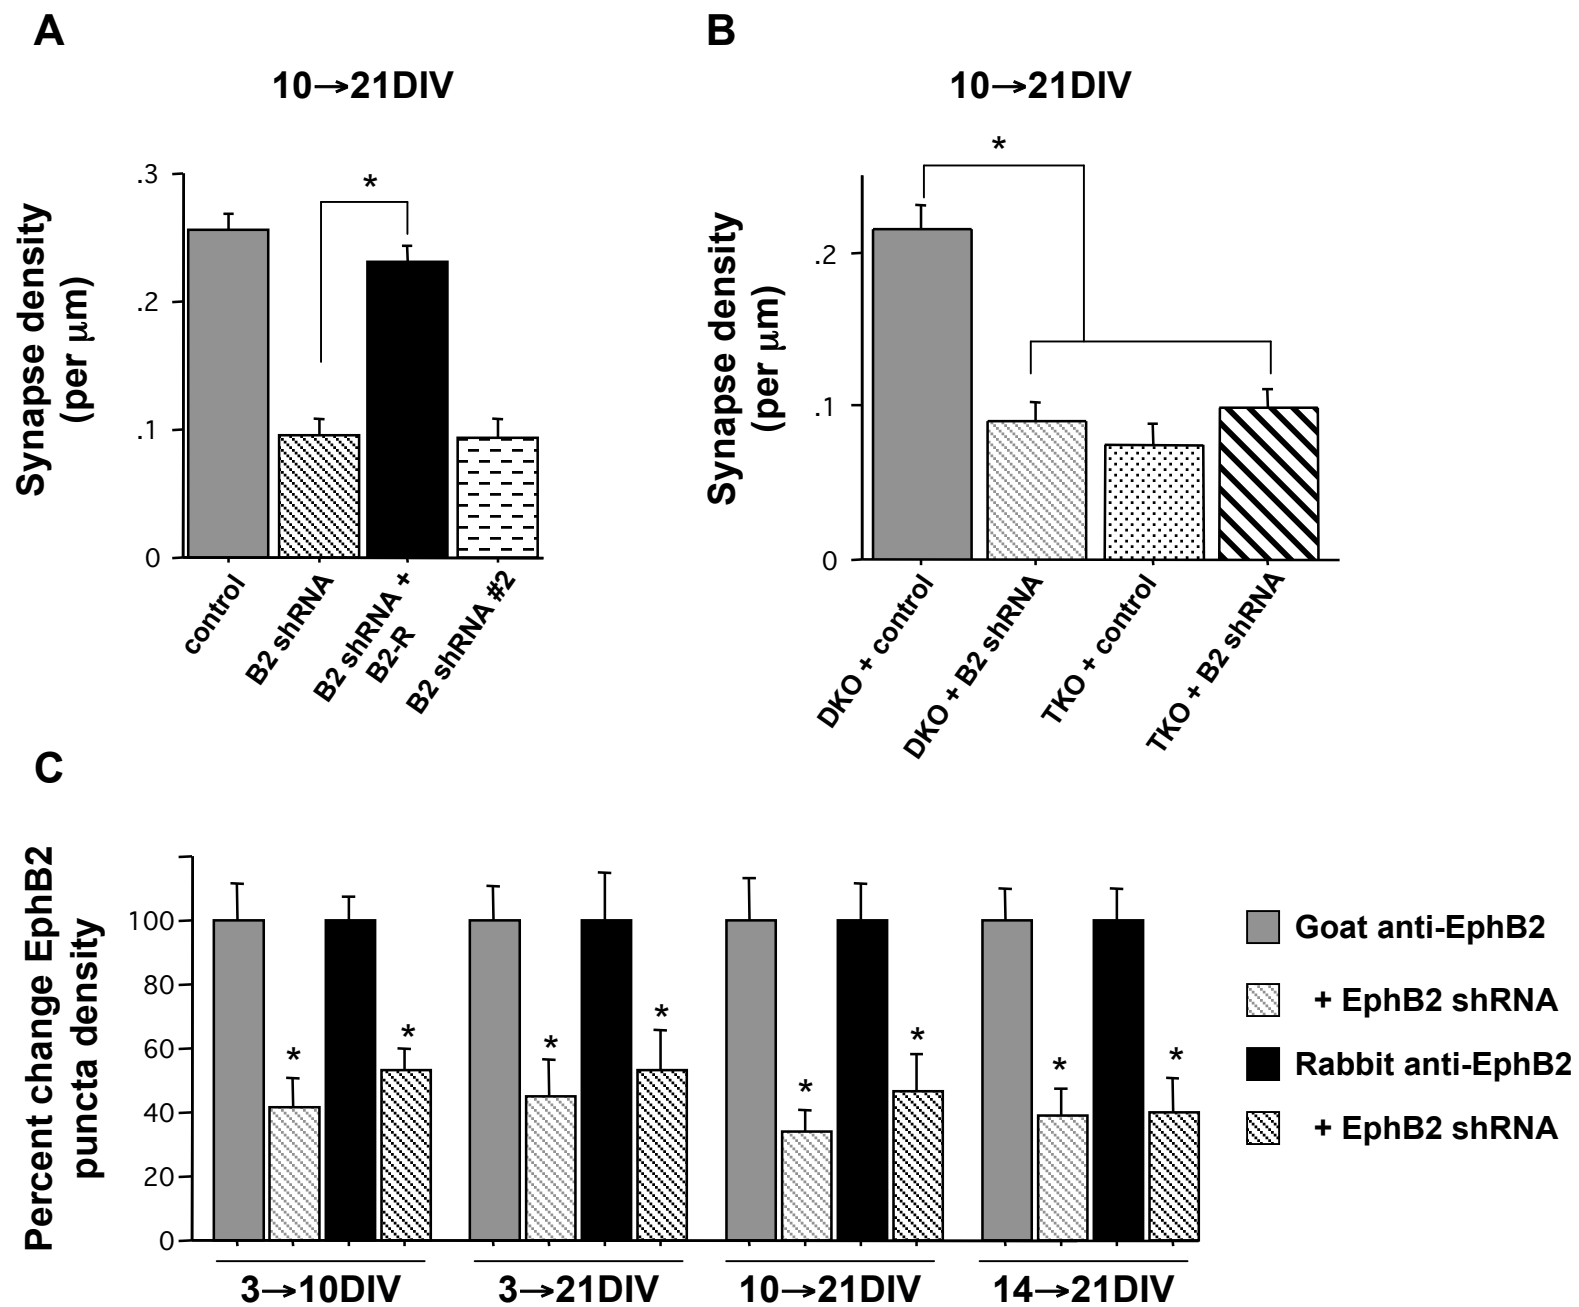 A
10→21DIV
Synapse density
(per μm)
.3
.2
.1
0
*
control
B2 shRNA
B2 shRNA +
B2-R
B2 shRNA #2
B
10→21DIV
Synapse density
(per μm)
.2
.1
0
*
DKO + control
DKO + B2 shRNA
TKO + control
TKO + B2 shRNA
C
Percent change EphB2
puncta density
100
80
60
40
20
0
*
*
*
*
*
*
*
*
3→10DIV
3→21DIV
10→21DIV
14→21DIV
Goat anti-EphB2
+ EphB2 shRNA
Rabbit anti-EphB2
+ EphB2 shRNA